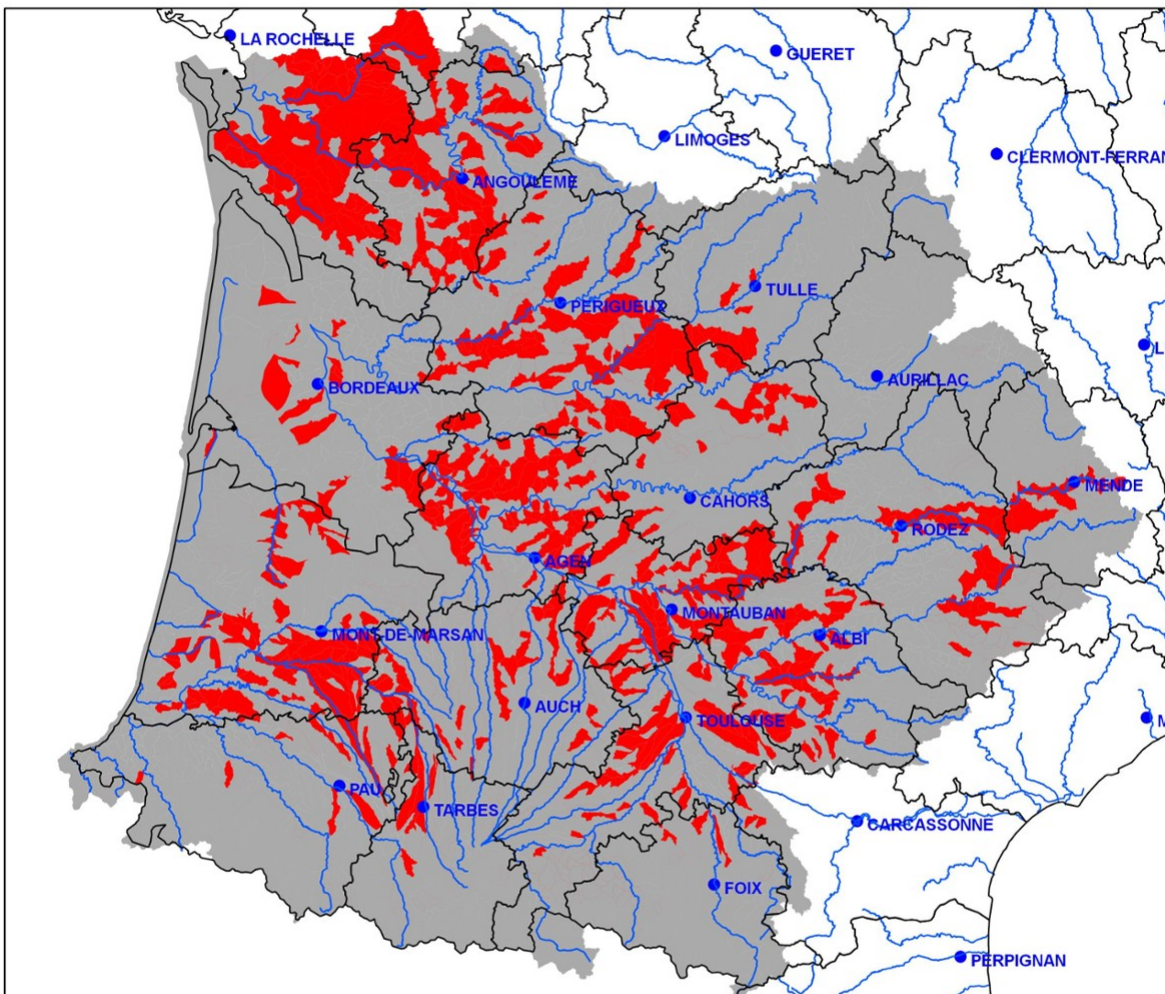 LA ROCHELLE
GUERET
LIMOGES
CLERMONT-FERRAN
ANGOULEME
TULLE
PERIGUEUX
L
AURILLAC
BORDEAUX
MENDE
CAHORS
RODEZ
AGEN
MONTAUBAN
MONT-DE-MARSAN
ALBI
AUCH
TOULOUSE
M
PAU
TARBES
CARCASSONNE
FOIX
PERPIGNAN